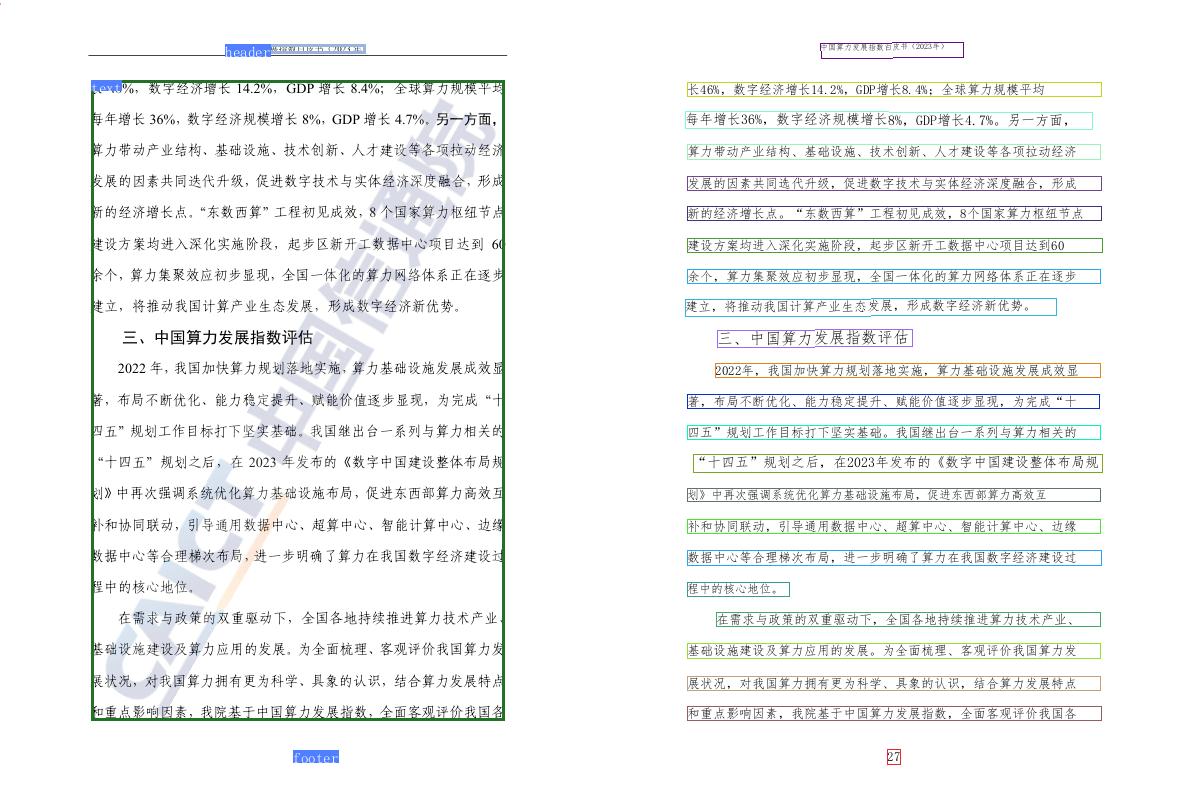 header
text
%，数字经济增长 14.2%，GDP 增长 8.4%；全球算力规模平均
每年增长 36%，数字经济规模增长 8%，GDP 增长 4.7%。另一方面，
算力带动产业结构、基础设施、技术创新、人才建设等各项拉动经济
发展的因素共同迭代升级，促进数字技术与实体经济深度融合，形成
新的经济增长点。“东数西算”工程初见成效，8 个国家算力枢纽节点
建设方案均进入深化实施阶段，起步区新开工数据中心项目达到 60
余个，算力集聚效应初步显现，全国一体化的算力网络体系正在逐步
建立，将推动我国计算产业生态发展，形成数字经济新优势。
三、中国算力发展指数评估
2022 年，我国加快算力规划落地实施，算力基础设施发展成效显
著，布局不断优化、能力稳定提升、赋能价值逐步显现，为完成“十
四五”规划工作目标打下坚实基础。我国继出台一系列与算力相关的
“十四五”规划之后，在 2023 年发布的《数字中国建设整体布局规
划》中再次强调系统优化算力基础设施布局，促进东西部算力高效互
补和协同联动，引导通用数据中心、超算中心、智能计算中心、边缘
数据中心等合理梯次布局，进一步明确了算力在我国数字经济建设过
程中的核心地位。
在需求与政策的双重驱动下，全国各地持续推进算力技术产业、
基础设施建设及算力应用的发展。为全面梳理、客观评价我国算力发
展状况，对我国算力拥有更为科学、具象的认识，结合算力发展特点
和重点影响因素，我院基于中国算力发展指数，全面客观评价我国各
footer
CAICT 中国信通院
中国算力发展指数白皮书（2023年）
长46%，数字经济增长14.2%，GDP增长8.4%；全球算力规模平均
每年增长36%，数字经济规模增长8%，GDP增长4.7%。另一方面，
算力带动产业结构、基础设施、技术创新、人才建设等各项拉动经济
发展的因素共同迭代升级，促进数字技术与实体经济深度融合，形成
新的经济增长点。“东数西算”工程初见成效，8个国家算力枢纽节点
建设方案均进入深化实施阶段，起步区新开工数据中心项目达到60
余个，算力集聚效应初步显现，全国一体化的算力网络体系正在逐步
建立，将推动我国计算产业生态发展，形成数字经济新优势。
三、中国算力发展指数评估
2022年，我国加快算力规划落地实施，算力基础设施发展成效显
著，布局不断优化、能力稳定提升、赋能价值逐步显现，为完成“十
四五”规划工作目标打下坚实基础。我国继出台一系列与算力相关的
“十四五”规划之后，在2023年发布的《数字中国建设整体布局规
划》中再次强调系统优化算力基础设施布局，促进东西部算力高效互
补和协同联动，引导通用数据中心、超算中心、智能计算中心、边缘
数据中心等合理梯次布局，进一步明确了算力在我国数字经济建设过
程中的核心地位。
在需求与政策的双重驱动下，全国各地持续推进算力技术产业、
基础设施建设及算力应用的发展。为全面梳理、客观评价我国算力发
展状况，对我国算力拥有更为科学、具象的认识，结合算力发展特点
和重点影响因素，我院基于中国算力发展指数，全面客观评价我国各
27